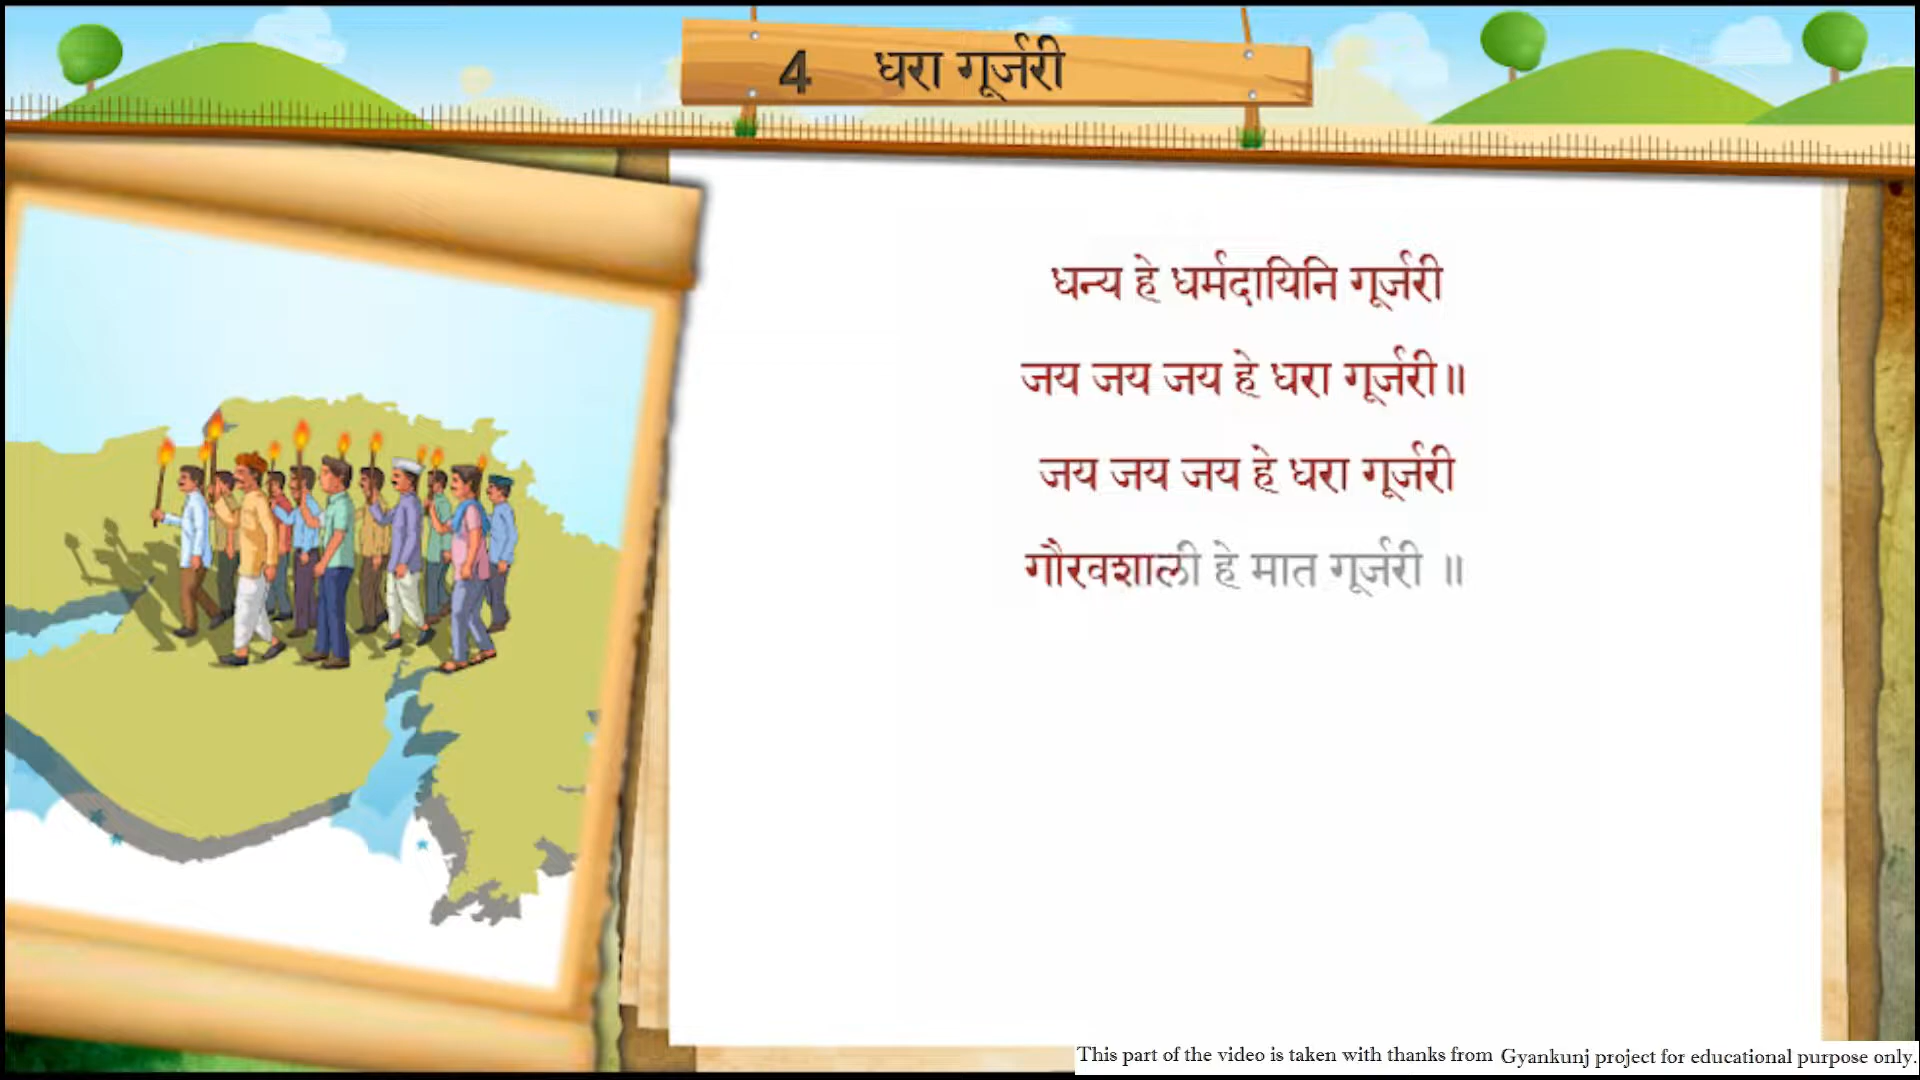 4 धरा गूर्जरी
धन्य हे धर्मदायिनि गूर्जरी
जय जय जय हे धरा गूर्जरी॥
जय जय जय हे धरा गूर्जरी
गौरवशाली हे मात गूर्जरी ॥
This part of the video is taken with thanks from Gyankunj project for educational purpose only.